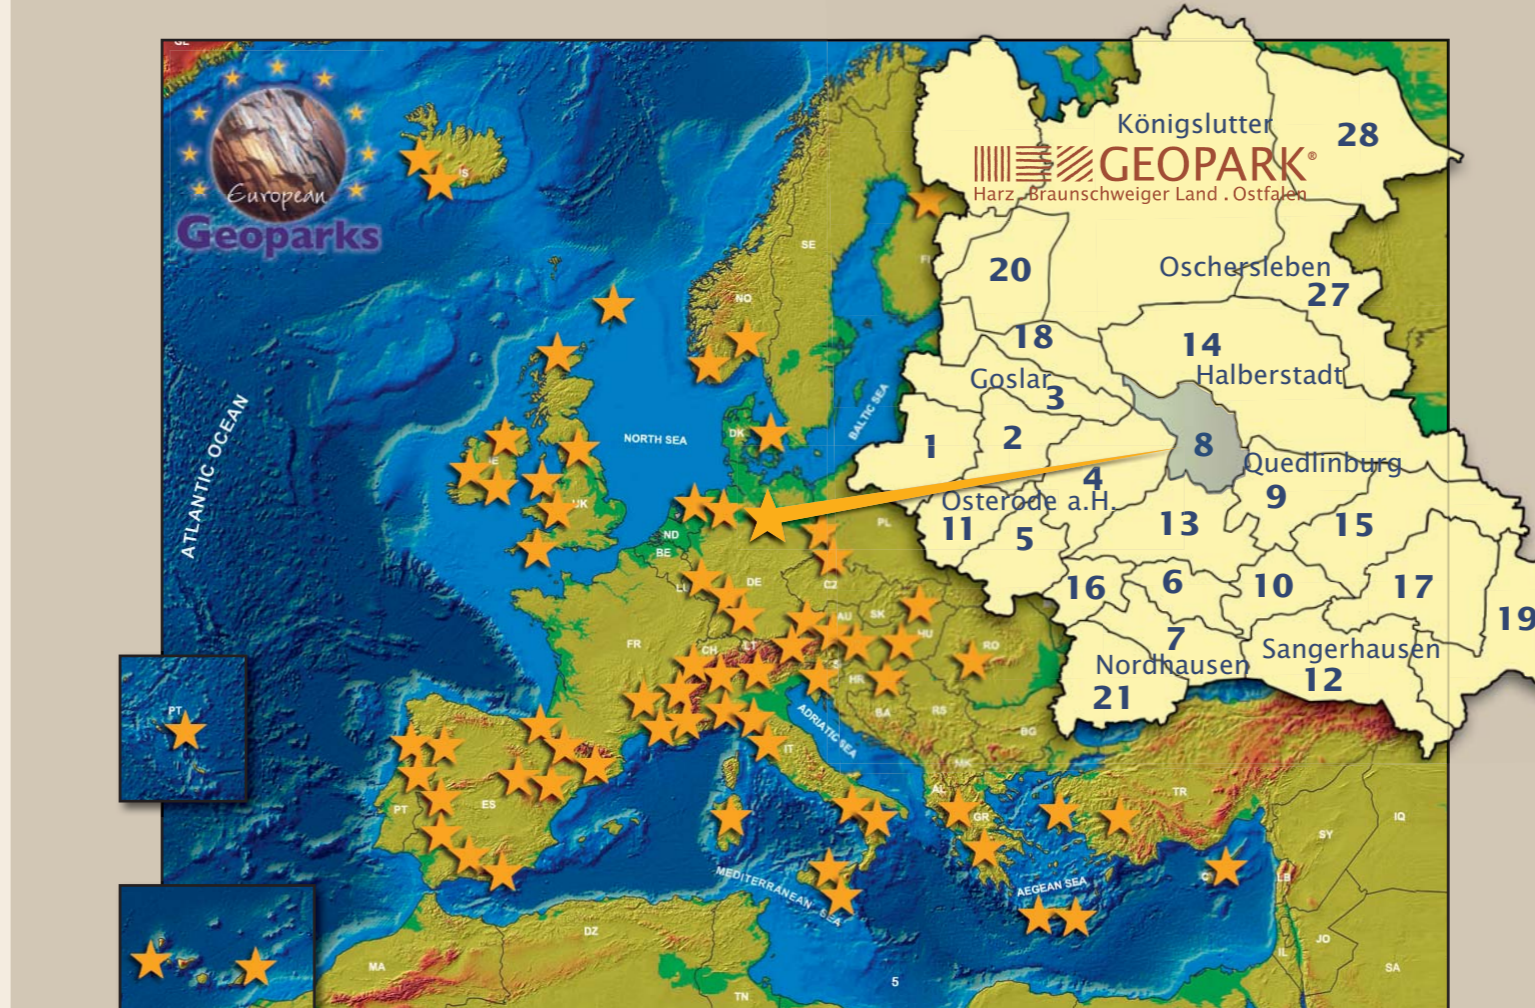 GL
European
Geoparks
IS
Königslutter
28
GEOPARK®
Harz . Braunschweiger Land . Ostfalen
SE
FI
20
Oschersleben
27
NO
18
14
Goslar
Halberstadt
3
ATLANTIC OCEAN
BALTIC SEA
NORTH SEA
DK
1
2
8
IE
4
Quedlinburg
9
UK
Osterode a.H.
11
5
13
15
PL
ND
BE
LU
DE
CZ
16
6
10
17
19
AU
SK
HU
7
FR
CH
LT
RO
Nordhausen
Sangerhausen
12
21
S
HR
PT
BA
RS
ADRIATIC SEA
BG
IT
MK
AL
TR
PT
ES
GR
SY
IQ
MEDITERRANEAN SEA
AEGEAN SEA
C
LB
DZ
MA
JO
IL
SA
5
TN